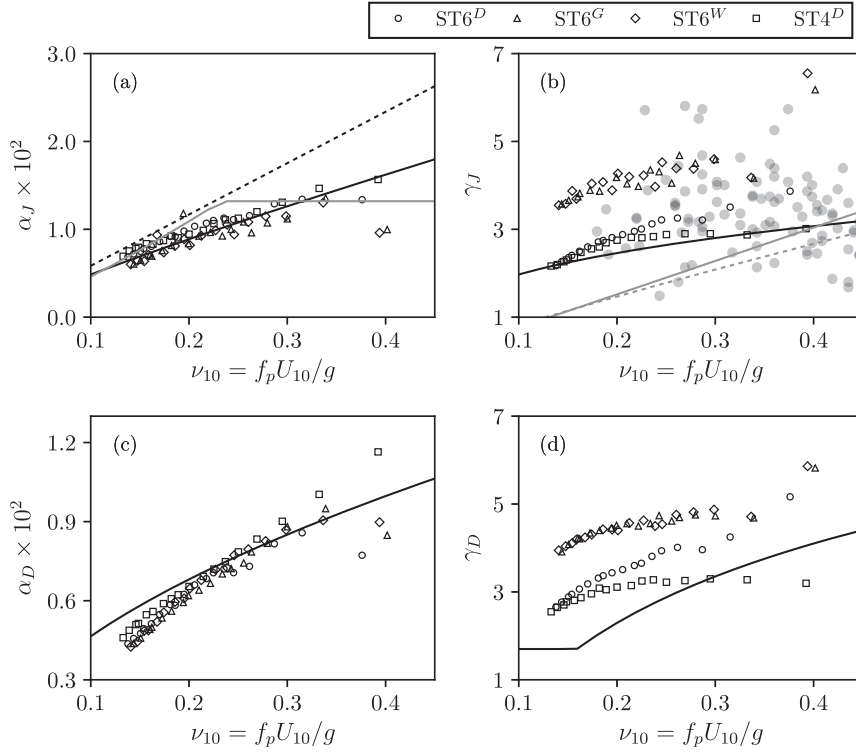 ST6^D ST6^G ST6^W ST4^D
(a)
α_J × 10^2
3.0
2.0
1.0
0.0
0.1 0.2 0.3 0.4
ν_10 = f_p U_10/g
(b)
γ_J
7
5
3
1
0.1 0.2 0.3 0.4
ν_10 = f_p U_10/g
(c)
α_D × 10^2
1.2
0.9
0.6
0.3
0.1 0.2 0.3 0.4
ν_10 = f_p U_10/g
(d)
γ_D
7
5
3
1
0.1 0.2 0.3 0.4
ν_10 = f_p U_10/g